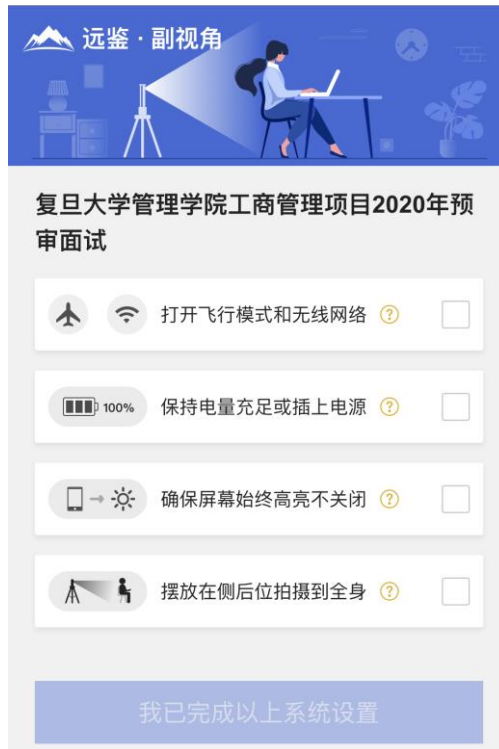 远鉴·副视角
复旦大学管理学院工商管理项目2020年预
审面试
打开飞行模式和无线网络 ?
100% 保持电量充足或插上电源 ?
确保屏幕始终高亮不关闭 ?
摆放在侧后位拍摄到全身 ?
我已完成以上系统设置